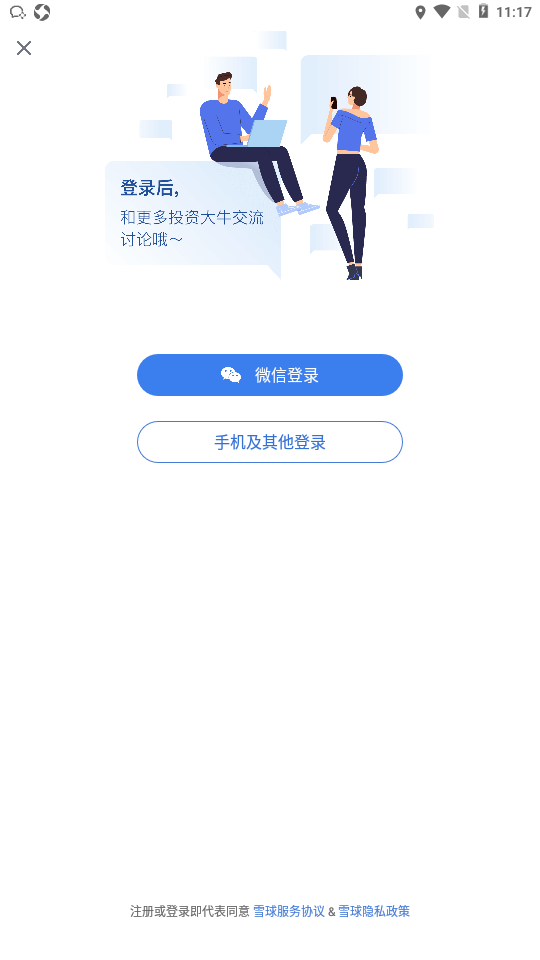 11:17
登录后,
和更多投资大牛交流
讨论哦～
微信登录
手机及其他登录
注册或登录即代表同意 雪球服务协议 & 雪球隐私政策